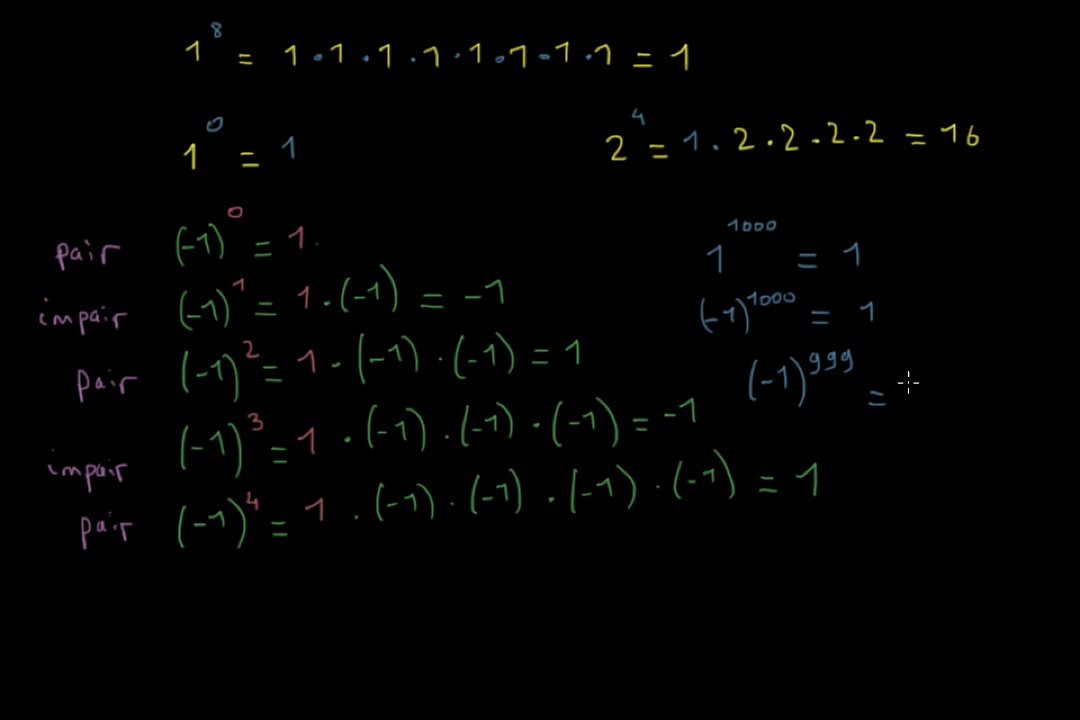 1^8 = 1·1·1·1·1·1·1·1 = 1
1^0 = 1
2^4 = 1·2·2·2·2 = 16
pair (-1)^0 = 1
impair (-1)^1 = 1·(-1) = -1
pair (-1)^2 = 1·(-1)·(-1) = 1
impair (-1)^3 = 1·(-1)·(-1)·(-1) = -1
pair (-1)^4 = 1·(-1)·(-1)·(-1)·(-1) = 1
1^1000 = 1
(-1)^1000 = 1
(-1)^999 =